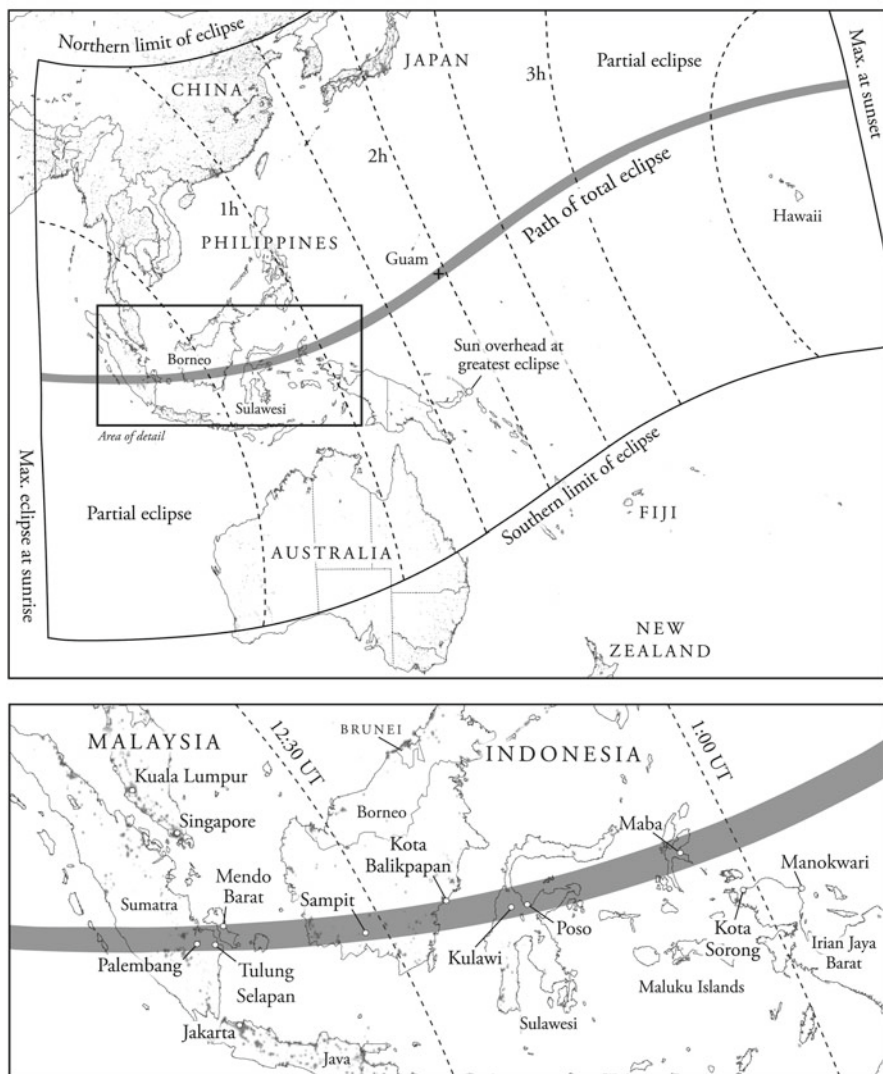 Northern limit of eclipse
JAPAN
Partial eclipse
Max. at sunset
CHINA
3h
2h
1h
Path of total eclipse
Hawaii
PHILIPPINES
Guam
Borneo
Sulawesi
Sun overhead at
greatest eclipse
Area of detail
Max. eclipse at sunrise
Partial eclipse
Southern limit of eclipse
FIJI
AUSTRALIA
NEW
ZEALAND
MALAYSIA
12:30 UT
BRUNEI
INDONESIA
1:00 UT
Kuala Lumpur
Borneo
Singapore
Maba
Kota
Balikpapan
Manokwari
Mendo
Barat
Sampit
Sumatra
Poso
Kota
Sorong
Irian Jaya
Barat
Palembang
Tulung
Selapan
Kulawi
Maluku Islands
Jakarta
Sulawesi
Java